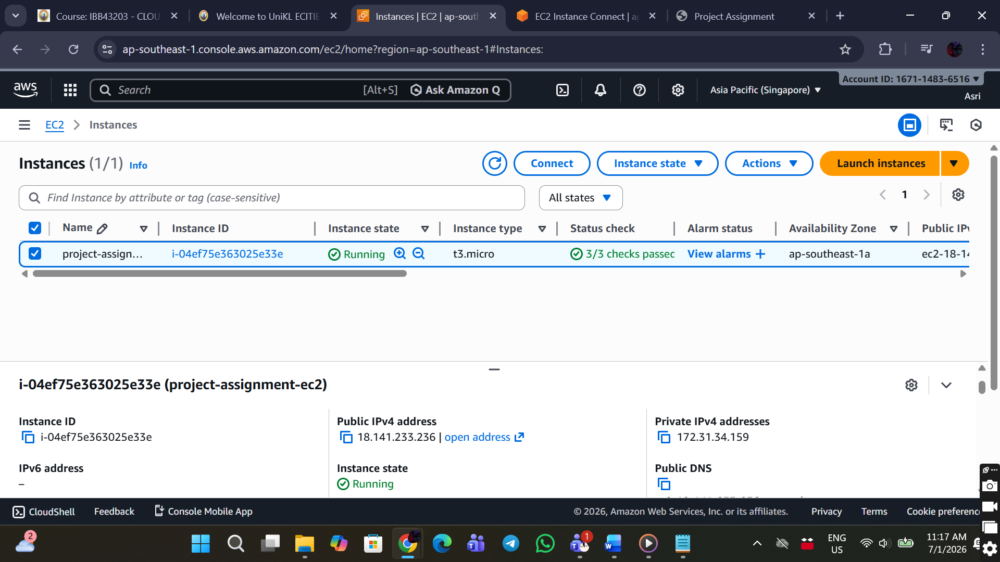 Course: IBB43203 - CLOU
Welcome to UniKL ECITIE
Instances | EC2 | ap-south
EC2 Instance Connect | a
Project Assignment
ap-southeast-1.console.aws.amazon.com/ec2/home?region=ap-southeast-1#Instances:
aws
Search
[Alt+S]
Ask Amazon Q
Asia Pacific (Singapore)
Account ID: 1671-1483-6516
Asri
EC2
Instances
Instances (1/1) Info
Connect
Instance state
Actions
Launch instances
Find Instance by attribute or tag (case-sensitive)
All states
1
Name
Instance ID
Instance state
Instance type
Status check
Alarm status
Availability Zone
Public IPv
project-assign...
i-04ef75e363025e33e
Running
t3.micro
3/3 checks passed
View alarms +
ap-southeast-1a
ec2-18-14
i-04ef75e363025e33e (project-assignment-ec2)
Instance ID
i-04ef75e363025e33e
Public IPv4 address
18.141.233.236 | open address
Private IPv4 addresses
172.31.34.159
IPv6 address
–
Instance state
Running
Public DNS
CloudShell
Feedback
Console Mobile App
© 2026, Amazon Web Services, Inc. or its affiliates.
Privacy
Terms
Cookie preference
2
1
ENG
US
11:17 AM
7/1/2026